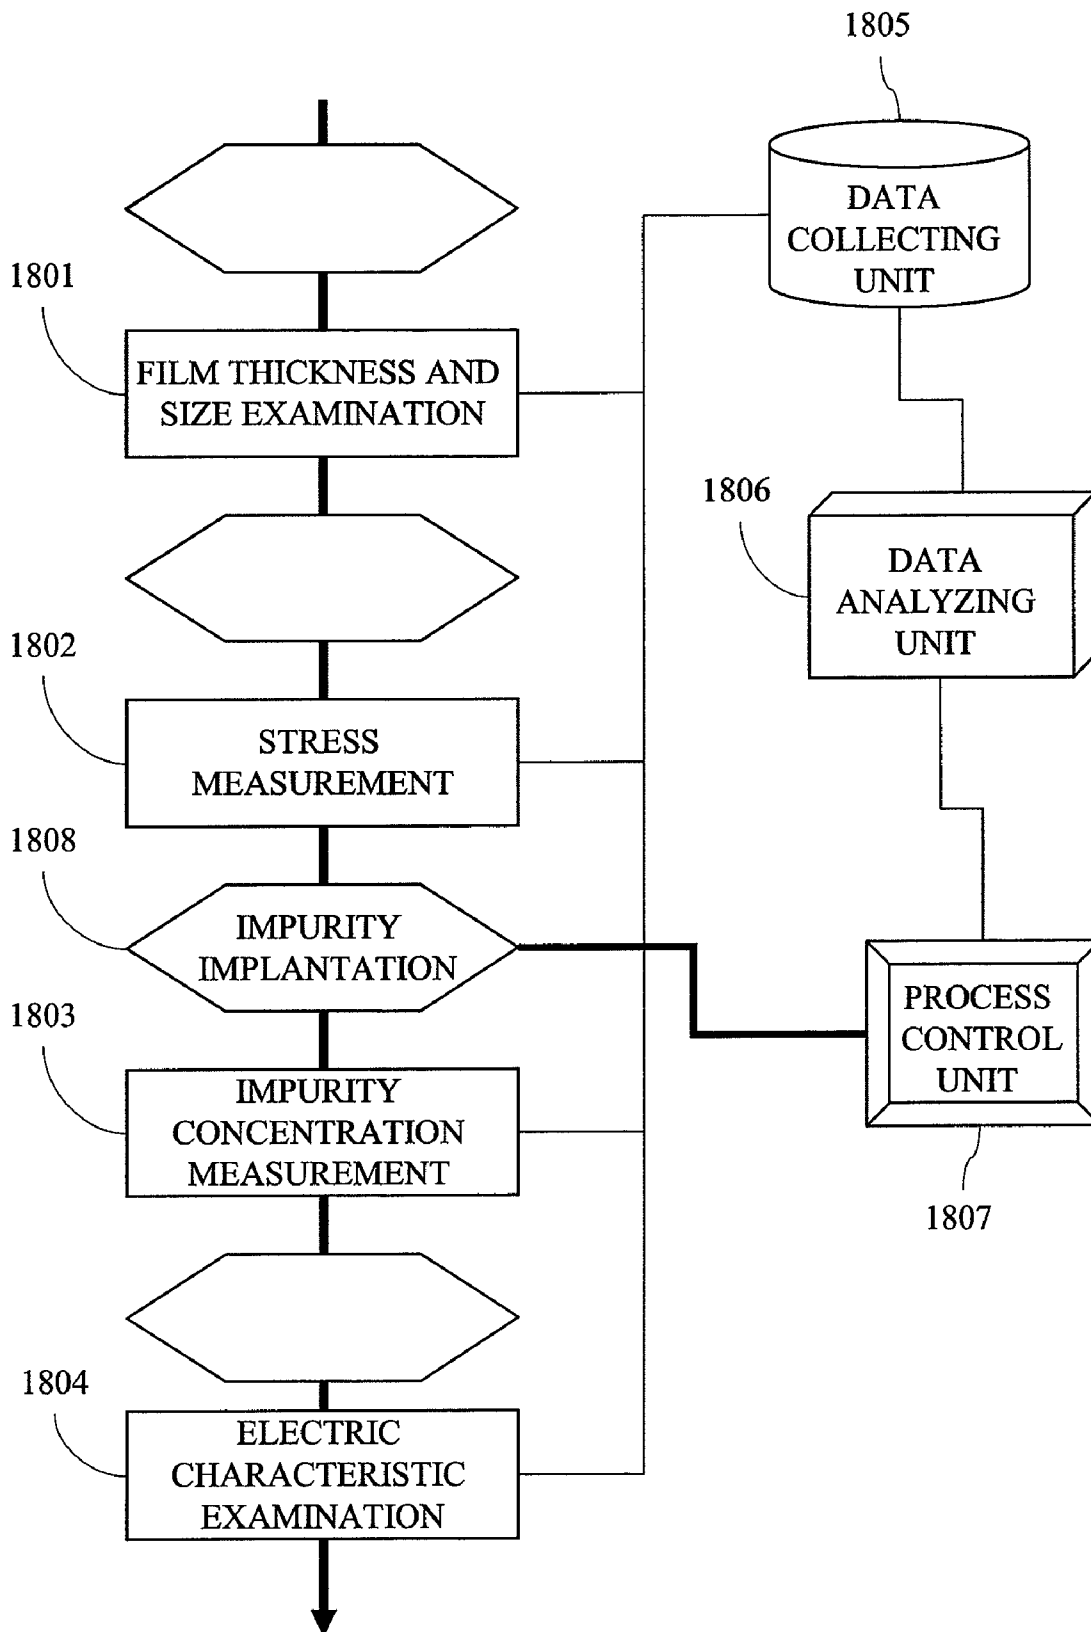 1805
DATA
COLLECTING
UNIT
1801
FILM THICKNESS AND
SIZE EXAMINATION
1806
DATA
ANALYZING
UNIT
1802
STRESS
MEASUREMENT
1808
IMPURITY
IMPLANTATION
PROCESS
CONTROL
UNIT
1807
1803
IMPURITY
CONCENTRATION
MEASUREMENT
1804
ELECTRIC
CHARACTERISTIC
EXAMINATION